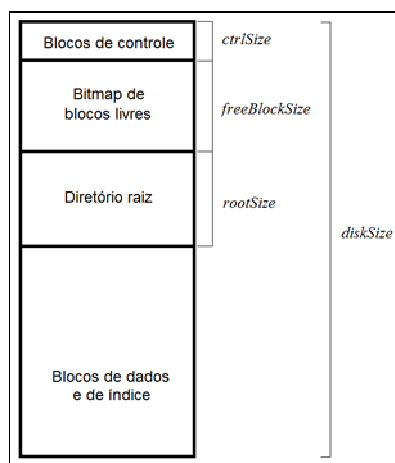 Blocos de controle
ctrlSize
Bitmap de
blocos livres
freeBlockSize
Diretório raiz
rootSize
diskSize
Blocos de dados
e de índice